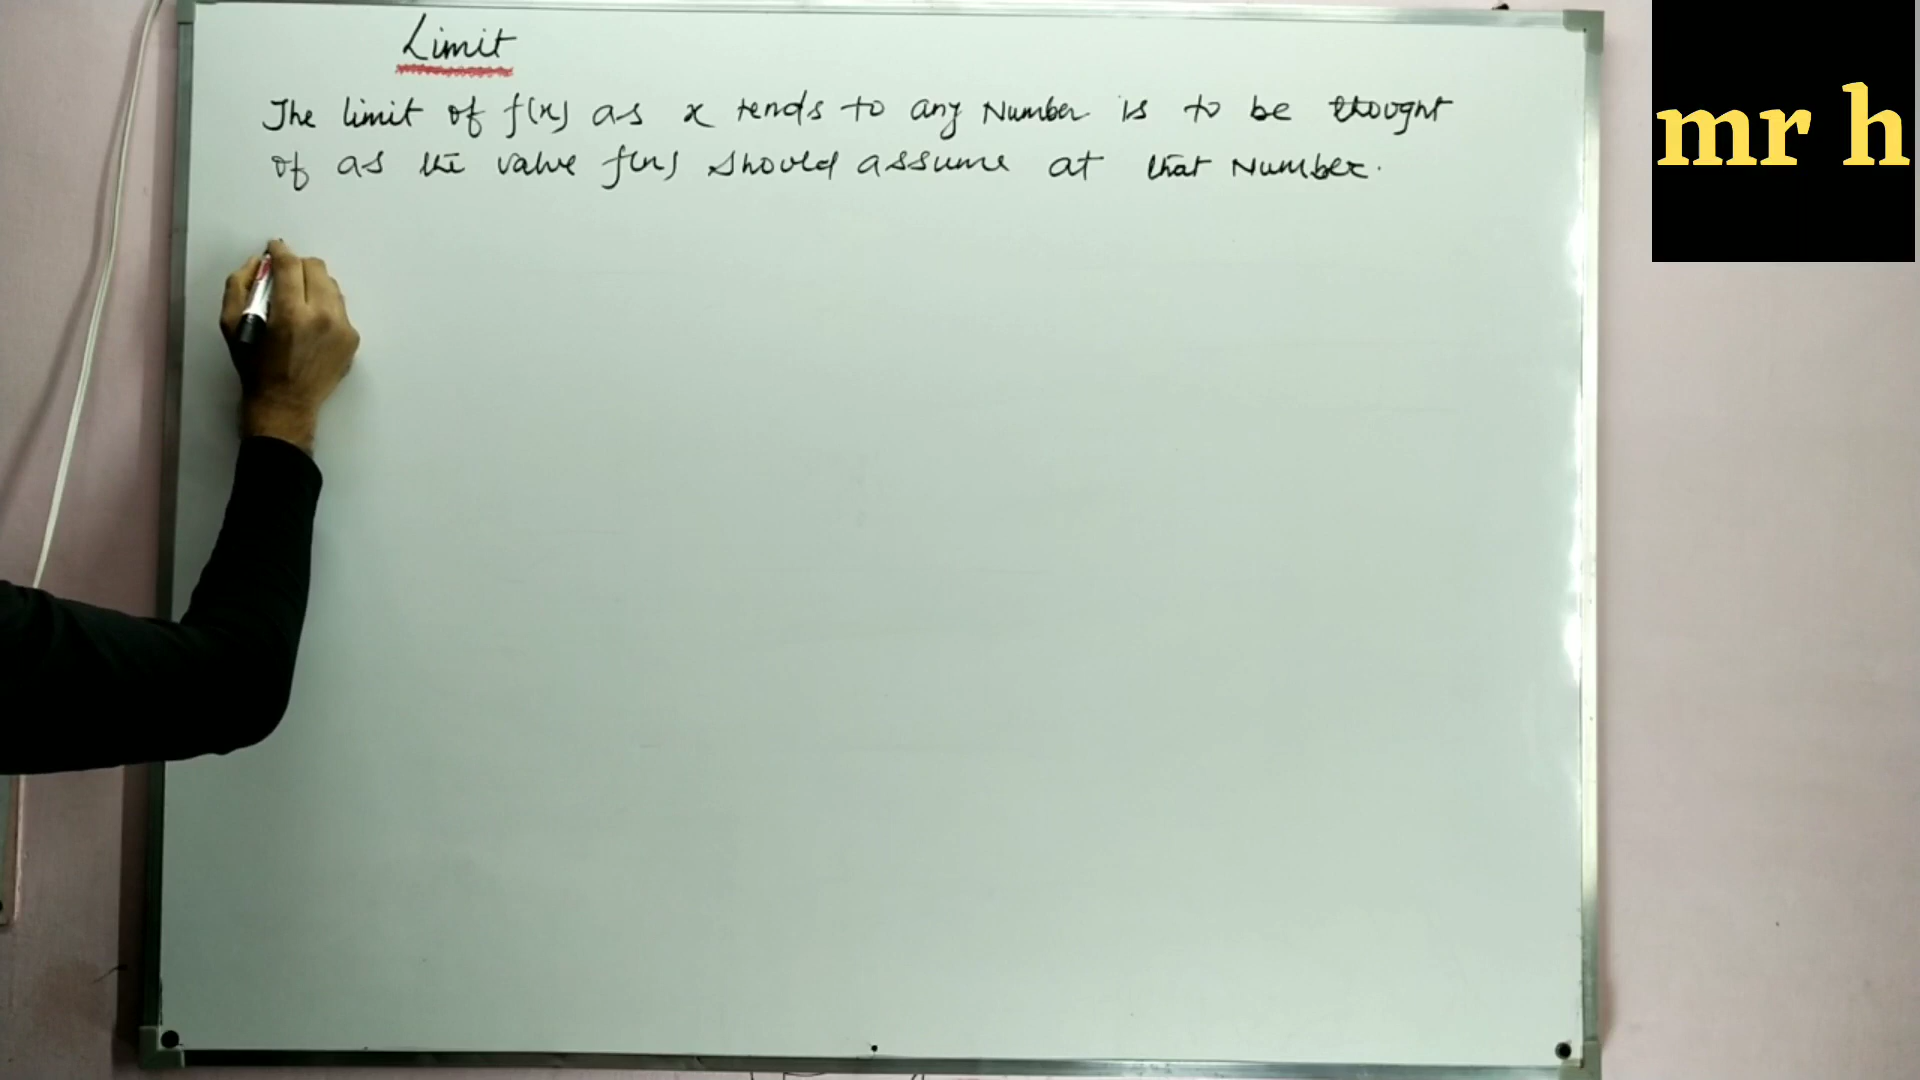 Limit
The limit of f(x) as x tends to any Number is to be thought
of as the value f(x) should assume at that Number.
mr h